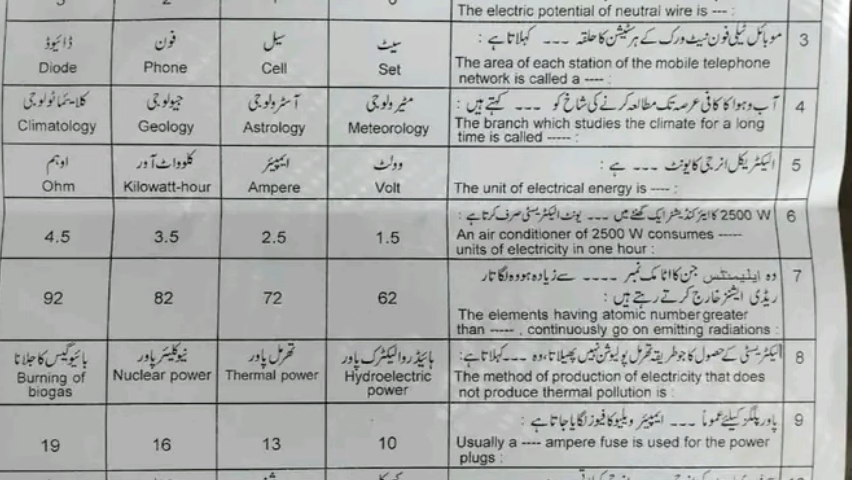 The electric potential of neutral wire is ---- :
3
موبائل ٹیلی فون نیٹ ورک کے ہر سٹیشن کا حلقہ ۔۔۔ کہلاتا ہے :
The area of each station of the mobile telephone
network is called a ---- :
سیٹ
Set
سیل
Cell
فون
Phone
ڈائیوڈ
Diode
4
آب و ہوا کا کافی عرصہ تک مطالعہ کرنے کی شاخ کو ۔۔۔ کہتے ہیں :
The branch which studies the climate for a long
time is called ----- :
میٹرولوجی
Meteorology
آسٹرولوجی
Astrology
جیولوجی
Geology
کلائیماٹولوجی
Climatology
5
الیکٹریکل انرجی کا یونٹ ۔۔۔ ہے :
The unit of electrical energy is ---- :
وولٹ
Volt
ایمپیئر
Ampere
کلوواٹ آور
Kilowatt-hour
اوہم
Ohm
6
2500 W کا ایئر کنڈیشنر ایک گھنٹے میں ۔۔۔ یونٹ الیکٹریسٹی صرف کرتا ہے :
An air conditioner of 2500 W consumes -----
units of electricity in one hour :
1.5
2.5
3.5
4.5
7
وہ ایلیمنٹس جن کا اٹامک نمبر ۔۔۔۔ سے زیادہ ہو وہ لگاتار
ریڈی ایشنز خارج کرتے رہتے ہیں :
The elements having atomic number greater
than ----- , continuously go on emitting radiations :
62
72
82
92
8
الیکٹریسٹی کے حصول کا جو طریقہ تھرمل پولیوشن نہیں پھیلاتا، وہ ۔۔۔ کہلاتا ہے:
The method of production of electricity that does
not produce thermal pollution is :
ہائیڈروالیکٹرک پاور
Hydroelectric
power
تھرمل پاور
Thermal power
نیوکلیئر پاور
Nuclear power
بائیوگیس کا جلانا
Burning of
biogas
9
پاور پلگز کیلئے عموماً ۔۔۔ ایمپیئر ویلیو کا فیوز لگایا جاتا ہے :
Usually a ---- ampere fuse is used for the power
plugs :
10
13
16
19